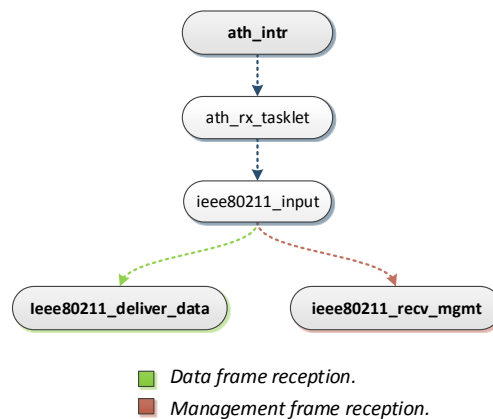 ath_intr
ath_rx_tasklet
ieee80211_input
Ieee80211_deliver_data
ieee80211_recv_mgmt
Data frame reception.
Management frame reception.